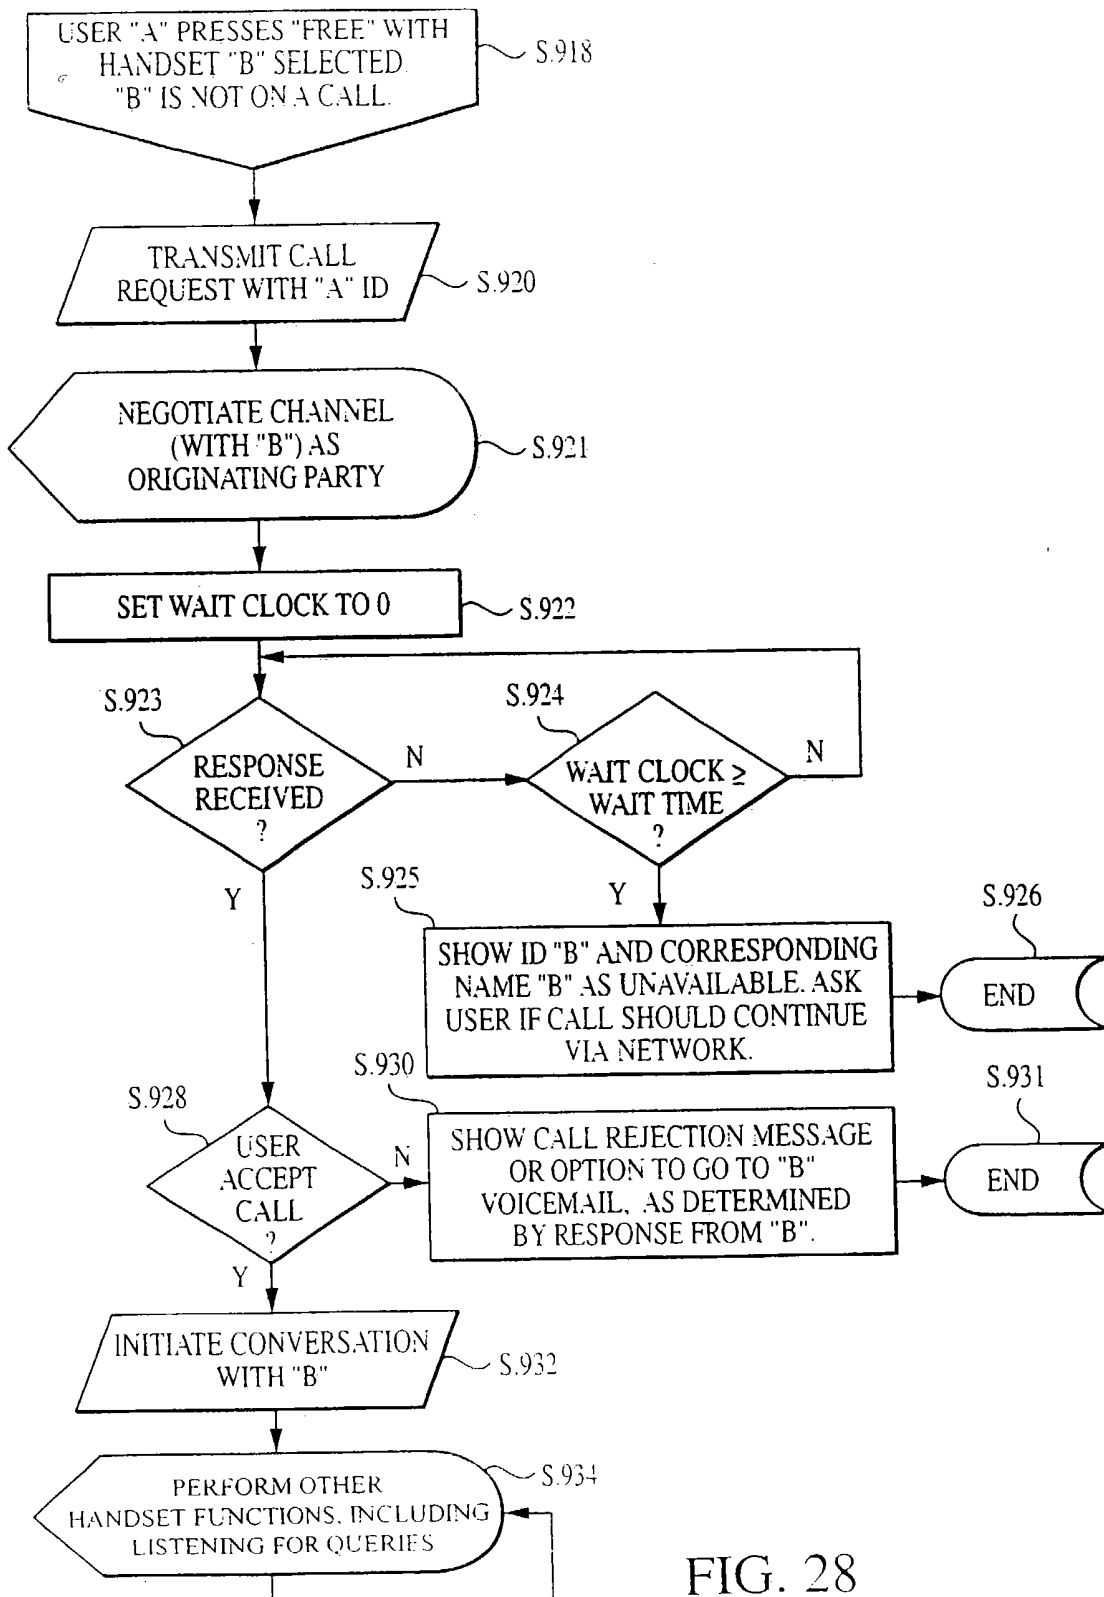 USER "A" PRESSES "FREE" WITH
HANDSET "B" SELECTED.
"B" IS NOT ON A CALL.
S.918
TRANSMIT CALL
REQUEST WITH "A" ID
S.920
NEGOTIATE CHANNEL
(WITH "B") AS
ORIGINATING PARTY
S.921
SET WAIT CLOCK TO 0
S.922
S.923
RESPONSE
RECEIVED
?
N
Y
S.924
WAIT CLOCK ≥
WAIT TIME
?
N
Y
S.925
SHOW ID "B" AND CORRESPONDING
NAME "B" AS UNAVAILABLE. ASK
USER IF CALL SHOULD CONTINUE
VIA NETWORK.
S.926
END
S.928
USER
ACCEPT
CALL
?
N
Y
S.930
SHOW CALL REJECTION MESSAGE
OR OPTION TO GO TO "B"
VOICEMAIL, AS DETERMINED
BY RESPONSE FROM "B".
S.931
END
INITIATE CONVERSATION
WITH "B"
S.932
PERFORM OTHER
HANDSET FUNCTIONS, INCLUDING
LISTENING FOR QUERIES
S.934
FIG. 28